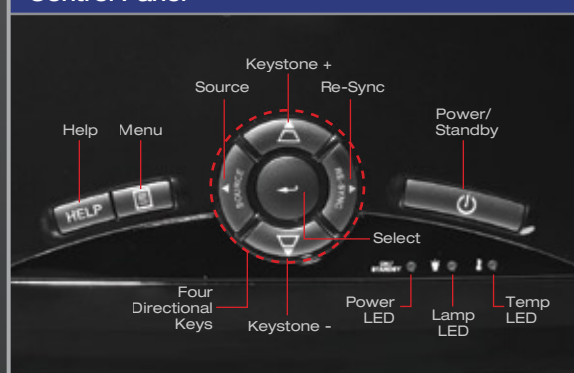 Control Panel
Keystone +
Source
Re-Sync
Help
Menu
Power/
Standby
HELP
SOURCE
RE-SYNC
Select
ON/
STANDBY
Four
Directional
Keys
Keystone -
Power
LED
Lamp
LED
Temp
LED